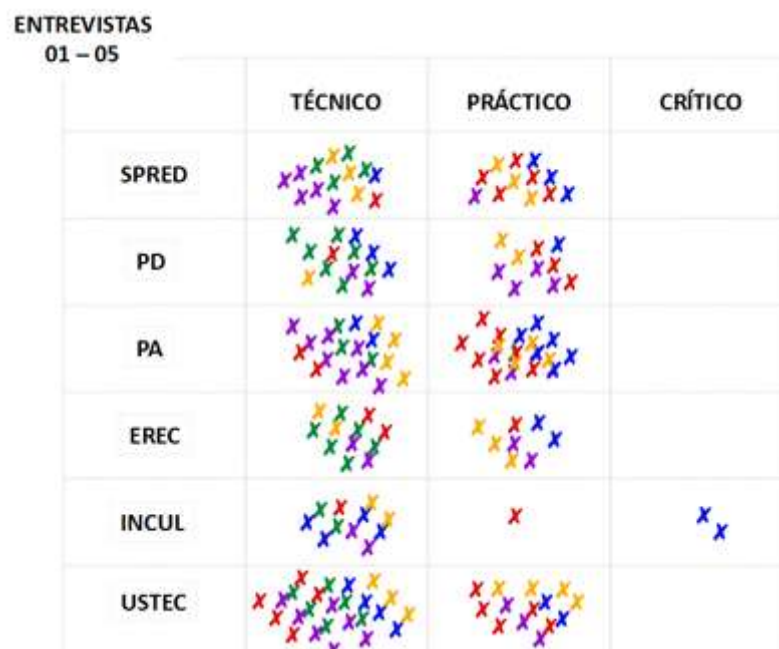 ENTREVISTAS
01 – 05
TÉCNICO PRÁCTICO CRÍTICO
SPRED
PD
PA
EREC
INCUL
USTEC